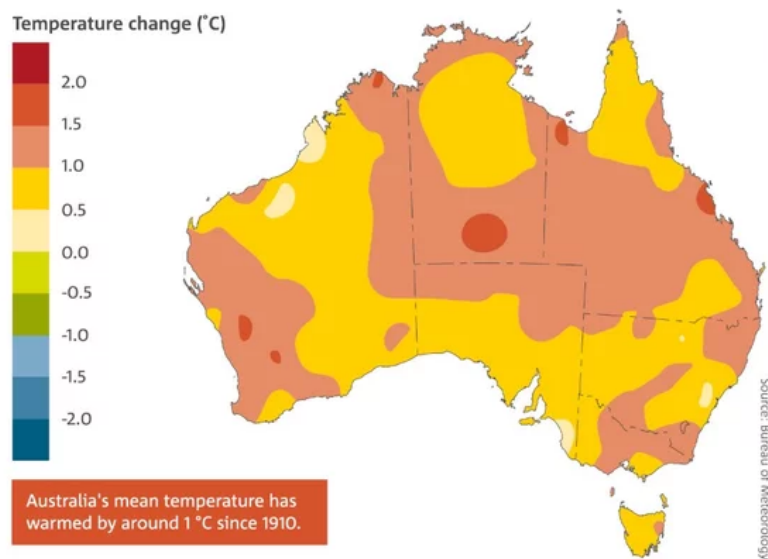 Temperature change (°C)
2.0
1.5
1.0
0.5
0.0
-0.5
-1.0
-1.5
-2.0
Australia's mean temperature has
warmed by around 1 °C since 1910.
Source: Bureau of Meteorology